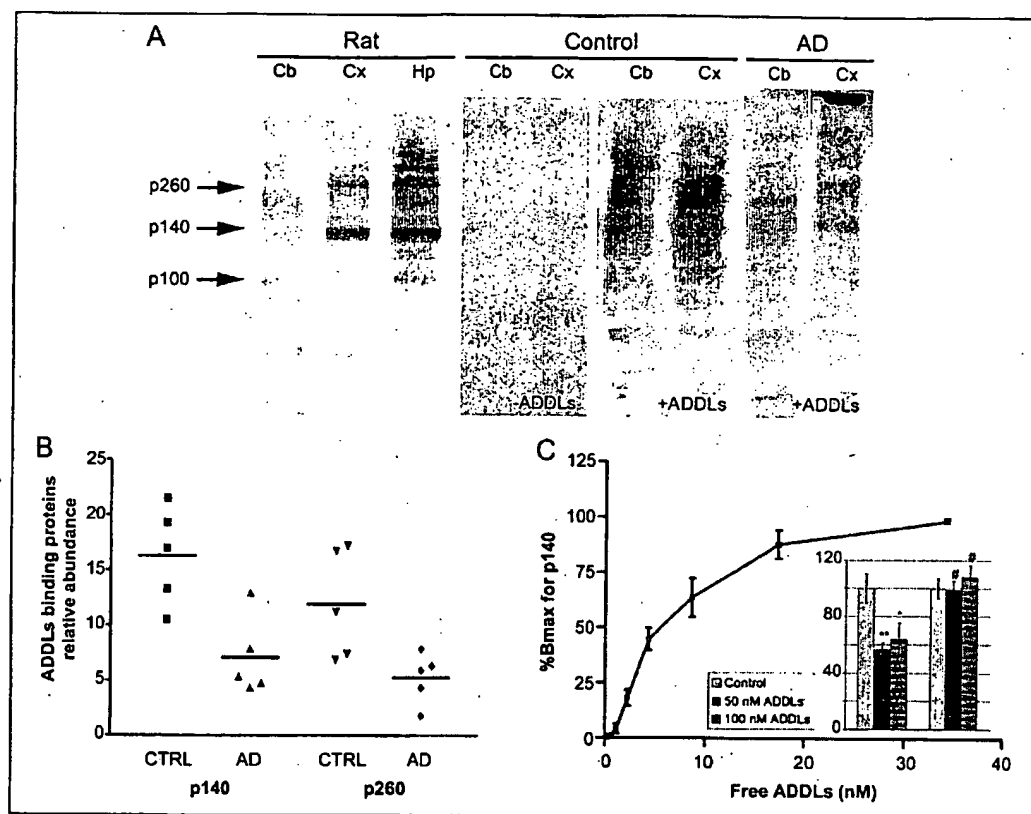 A
Rat Control AD
Cb Cx Hp Cb Cx Cb Cx Cb Cx
p260
p140
p100
-ADDLs +ADDLs +ADDLs
B
25
20
15
10
5
0
ADDLs binding proteins
relative abundance
CTRL AD CTRL AD
p140 p260
C
125
100
75
50
25
0
%Bmax for p140
0 10 20 30 40
Free ADDLs (nM)
120
80
40
0
** * # #
Control
50 nM ADDLs
100 nM ADDLs